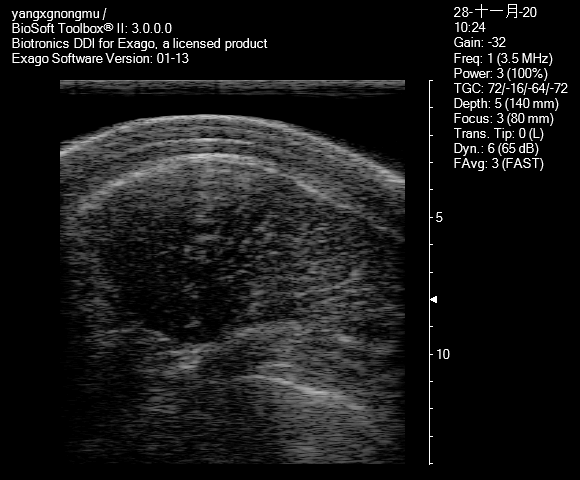 yangxgnongmu /
BioSoft Toolbox® II: 3.0.0.0
Biotronics DDI for Exago, a licensed product
Exago Software Version: 01-13
28-十一月-20
10:24
Gain: -32
Freq: 1 (3.5 MHz)
Power: 3 (100%)
TGC: 72/-16/-64/-72
Depth: 5 (140 mm)
Focus: 3 (80 mm)
Trans. Tip: 0 (L)
Dyn.: 6 (65 dB)
FAvg: 3 (FAST)
5
10